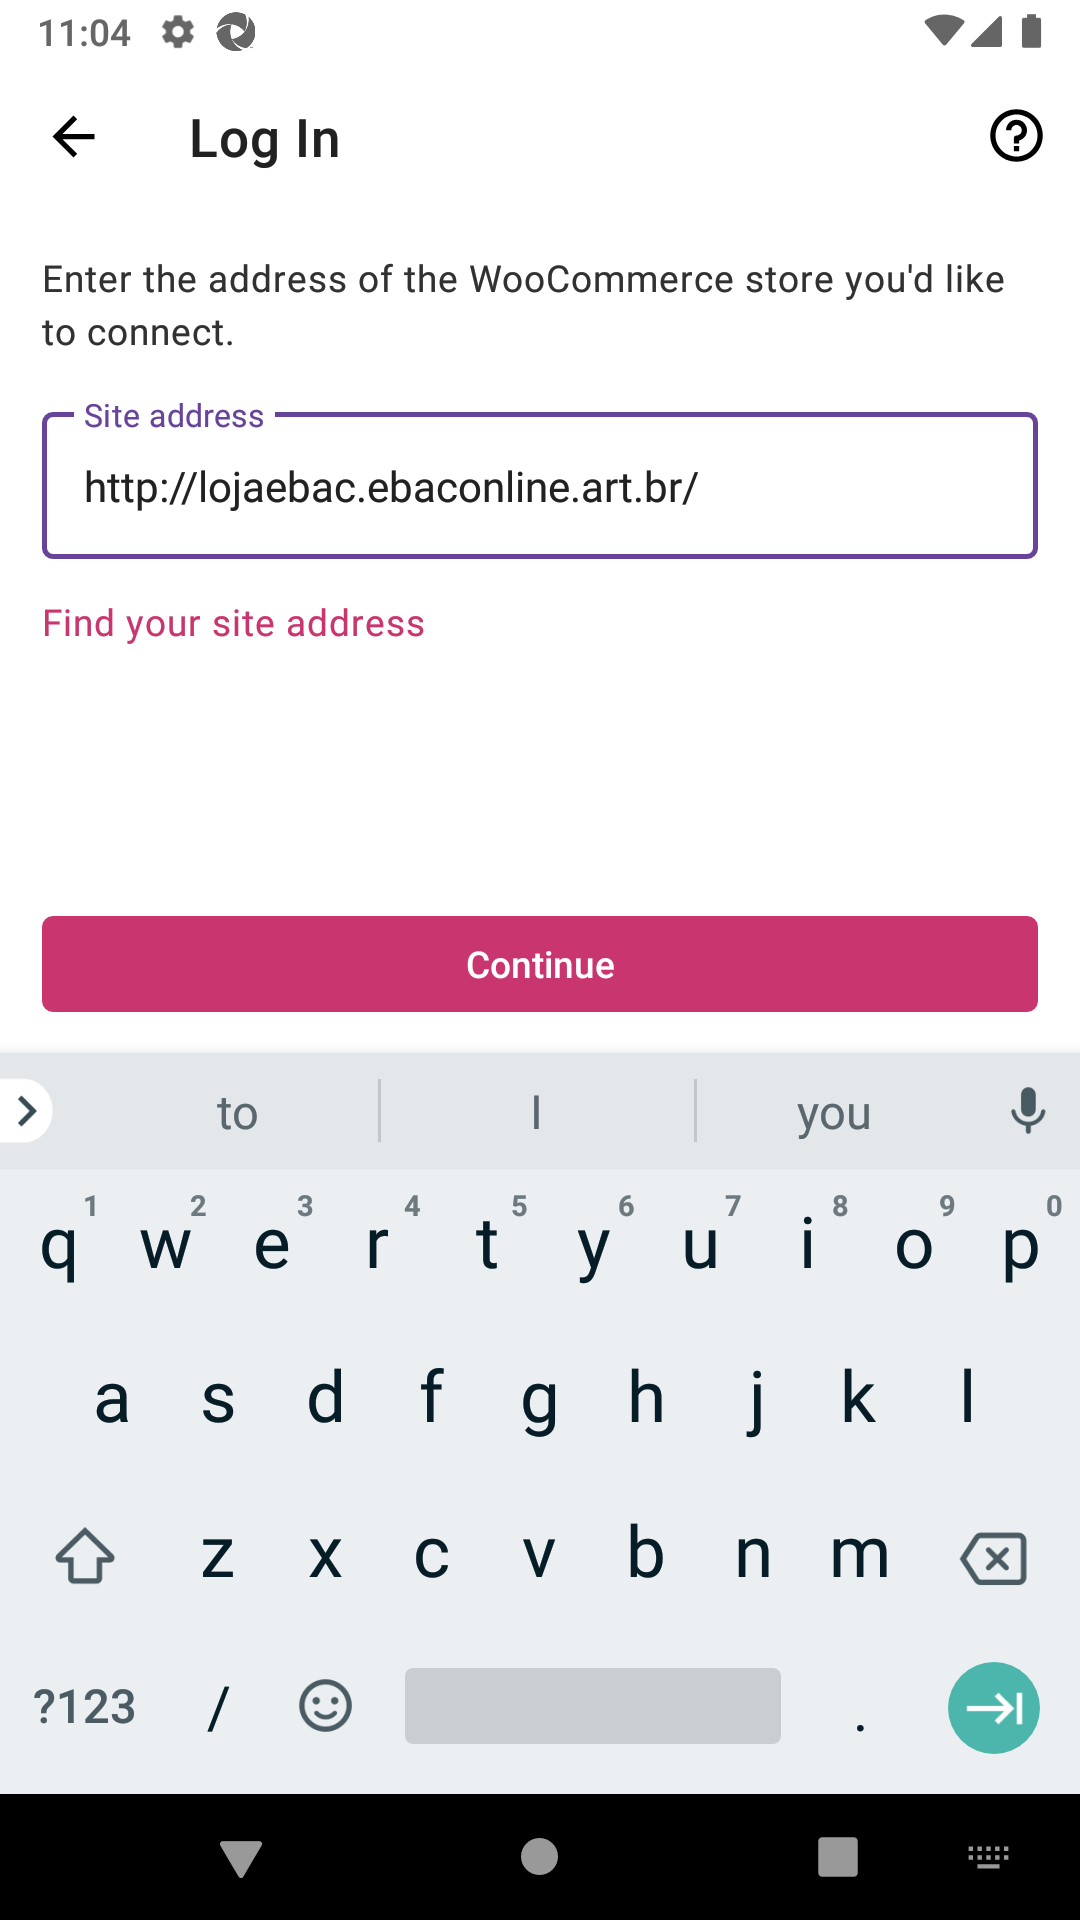 11:04
Log In
Enter the address of the WooCommerce store you'd like
to connect.
Site address
http://lojaebac.ebaconline.art.br/
Find your site address
Continue
to I you
1 2 3 4 5 6 7 8 9 0
q w e r t y u i o p
a s d f g h j k l
z x c v b n m
?123 / .